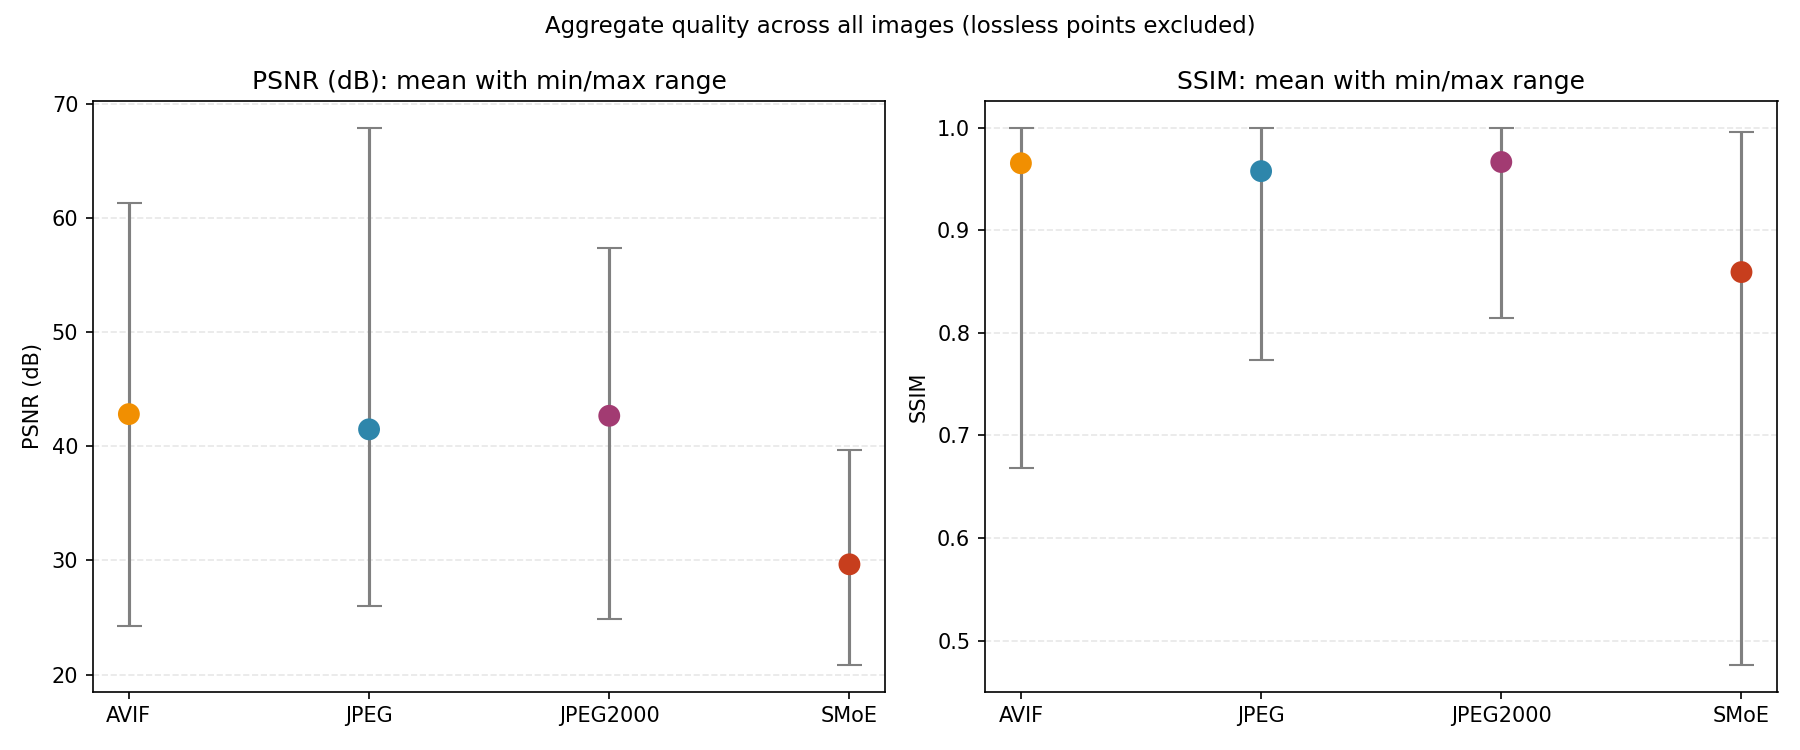 Aggregate quality across all images (lossless points excluded)
PSNR (dB): mean with min/max range
70
60
50
40
30
20
PSNR (dB)
AVIF
JPEG
JPEG2000
SMoE
SSIM: mean with min/max range
1.0
0.9
0.8
0.7
0.6
0.5
SSIM
AVIF
JPEG
JPEG2000
SMoE